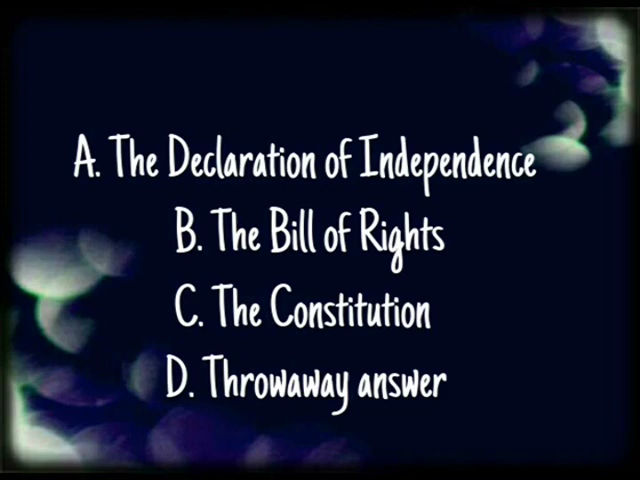 A. The Declaration of Independence
B. The Bill of Rights
C. The Constitution
D. Throwaway answer